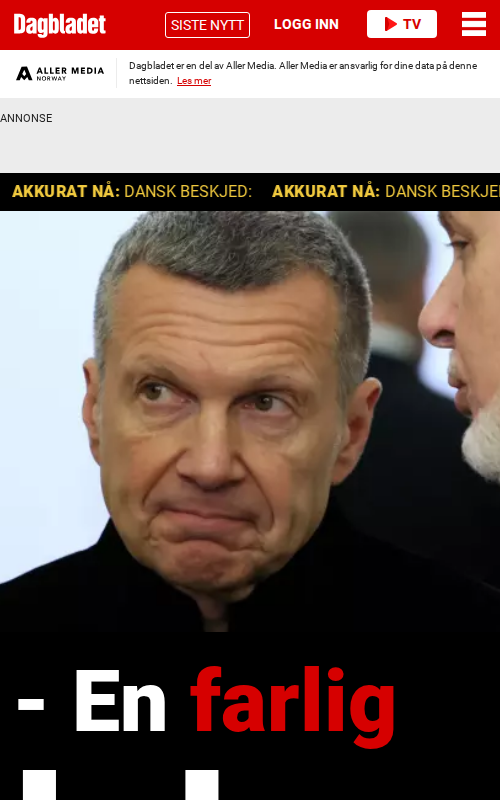 Dagbladet
SISTE NYTT
LOGG INN
TV
ALLER MEDIA
NORWAY
Dagbladet er en del av Aller Media. Aller Media er ansvarlig for dine data på denne
nettsiden. Les mer
ANNONSE
AKKURAT NÅ: DANSK BESKJED: AKKURAT NÅ: DANSK BESKJE
- En farlig